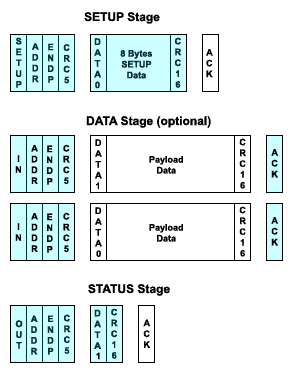 SETUP Stage
SETUP ADDR ENDP CRC5 DATA0 8 Bytes SETUP Data CRC16 ACK
DATA Stage (optional)
IN ADDR ENDP CRC5 DATA1 Payload Data CRC16 ACK
IN ADDR ENDP CRC5 DATA0 Payload Data CRC16 ACK
STATUS Stage
OUT ADDR ENDP CRC5 DATA1 CRC16 ACK